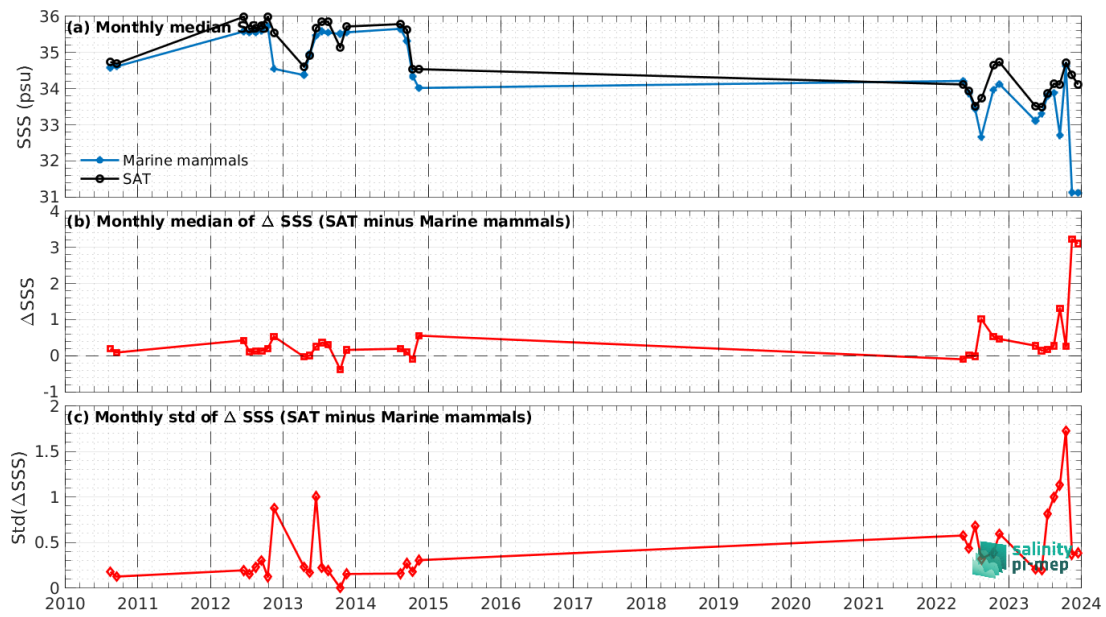 (a) Monthly median S
36
35
34
33
32
31
SSS (psu)
Marine mammals
SAT
(b) Monthly median of Δ SSS (SAT minus Marine mammals)
4
3
2
1
0
-1
Δ SSS
(c) Monthly std of Δ SSS (SAT minus Marine mammals)
2
1.5
1
0.5
0
Std(Δ SSS)
salinity
pi-mep
2010 2011 2012 2013 2014 2015 2016 2017 2018 2019 2020 2021 2022 2023 2024